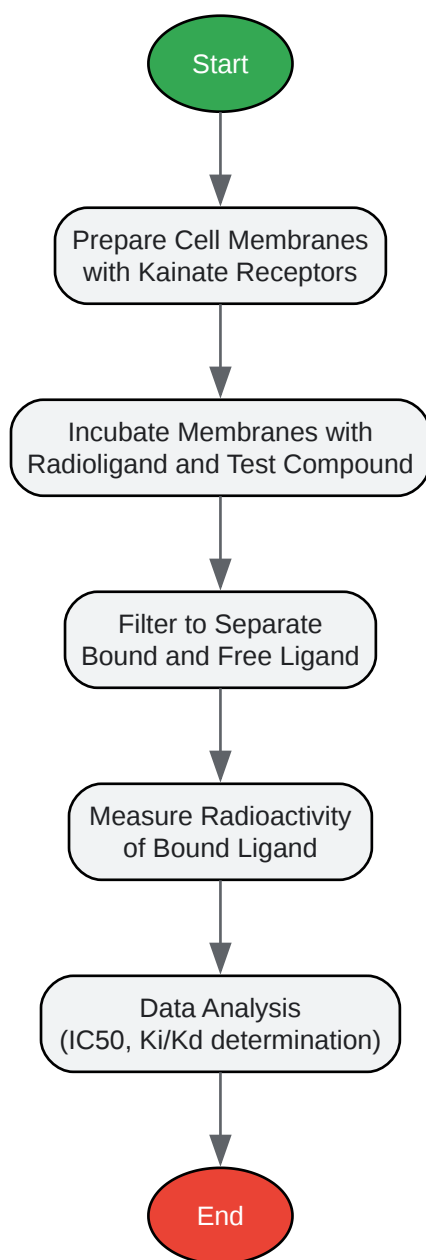 Start
Prepare Cell Membranes
with Kainate Receptors
Incubate Membranes with
Radioligand and Test Compound
Filter to Separate
Bound and Free Ligand
Measure Radioactivity
of Bound Ligand
Data Analysis
(IC50, Ki/Kd determination)
End